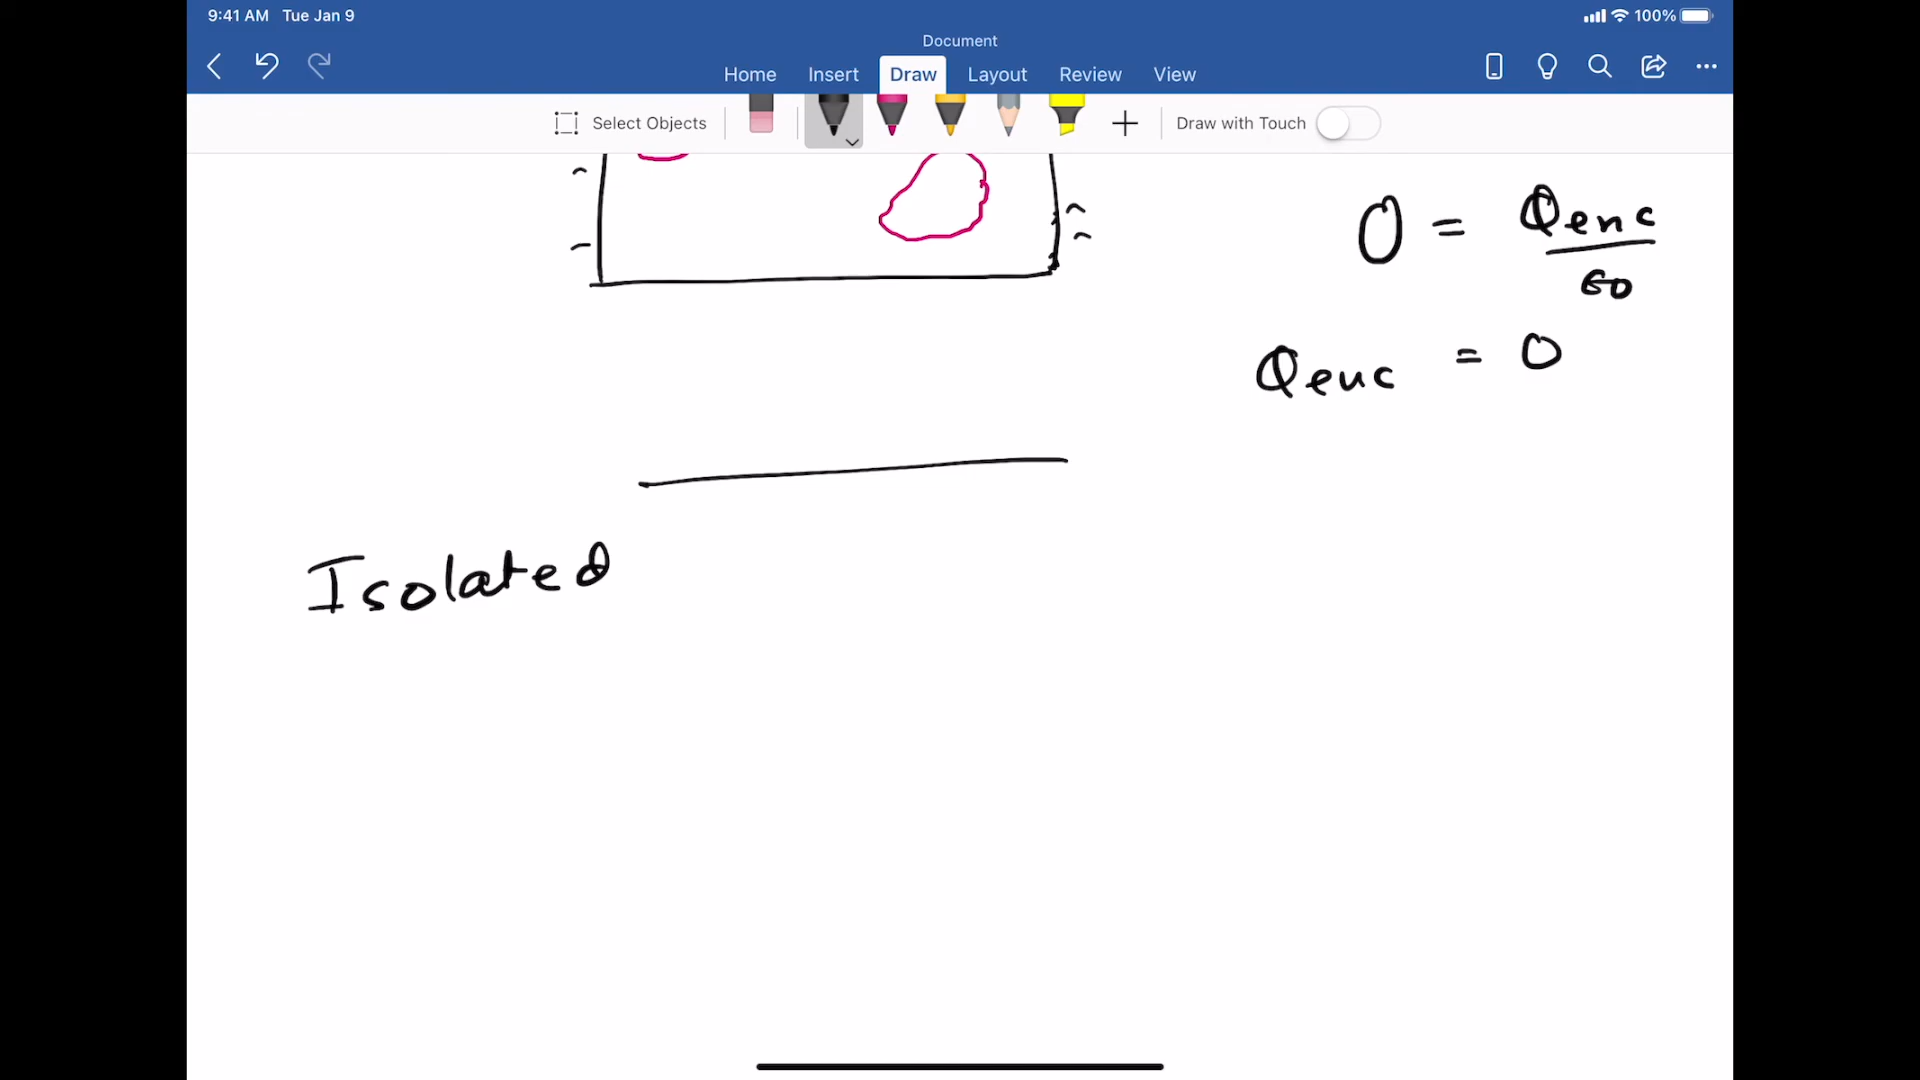 9:41 AM Tue Jan 9 100%
Document
Home Insert Draw Layout Review View
Select Objects Draw with Touch
0 = Qenc
ϵ0
Qenc = 0
Isolated